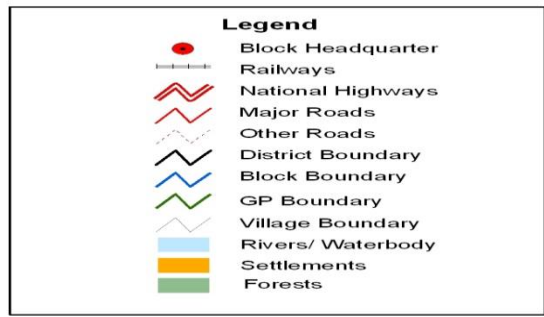 Legend
Block Headquarter
Railways
National Highways
Major Roads
Other Roads
District Boundary
Block Boundary
GP Boundary
Village Boundary
Rivers/ Waterbody
Settlements
Forests